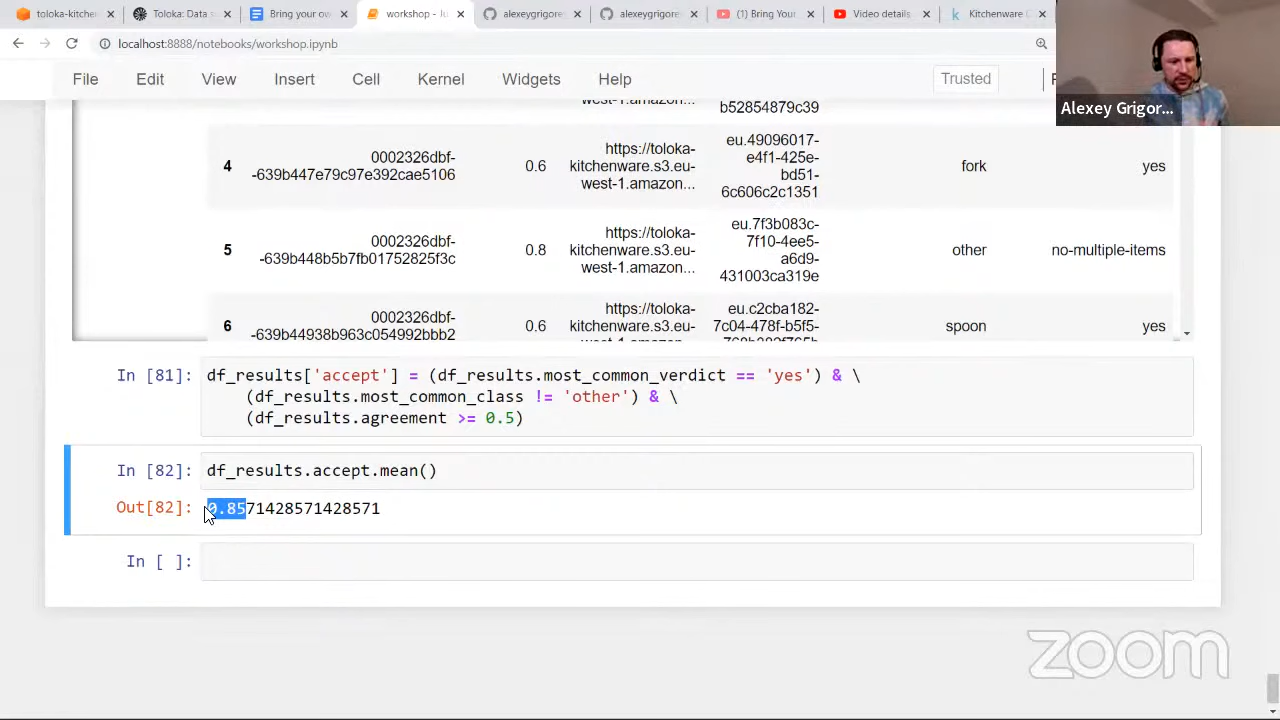 toloka-kitchen
Toloka: Data s
Bring your ow
workshop - Ju
alexeygrigore
alexeygrigore
(1) Bring Your
Video details
Kitchenware C
localhost:8888/notebooks/workshop.ipynb
File Edit View Insert Cell Kernel Widgets Help Trusted
Alexey Grigor...
west-1.amazon...
b52854879c39
4
0002326dbf-
-639b447e79c97e392cae5106
0.6
https://toloka-
kitchenware.s3.eu-
west-1.amazon...
eu.49096017-
e4f1-425e-
bd51-
6c606c2c1351
fork
yes
5
0002326dbf-
-639b448b5b7fb01752825f3c
0.8
https://toloka-
kitchenware.s3.eu-
west-1.amazon...
eu.7f3b083c-
7f10-4ee5-
a6d9-
431003ca319e
other
no-multiple-items
6
0002326dbf-
-639b44938b963c054992bbb2
0.6
https://toloka-
kitchenware.s3.eu-
west-1.amazon...
eu.c2cba182-
7c04-478f-b5f5-
spoon
yes
In [81]: df_results['accept'] = (df_results.most_common_verdict == 'yes') & \
(df_results.most_common_class != 'other') & \
(df_results.agreement >= 0.5)
In [82]: df_results.accept.mean()
Out[82]: 0.8571428571428571
In [ ]:
zoom